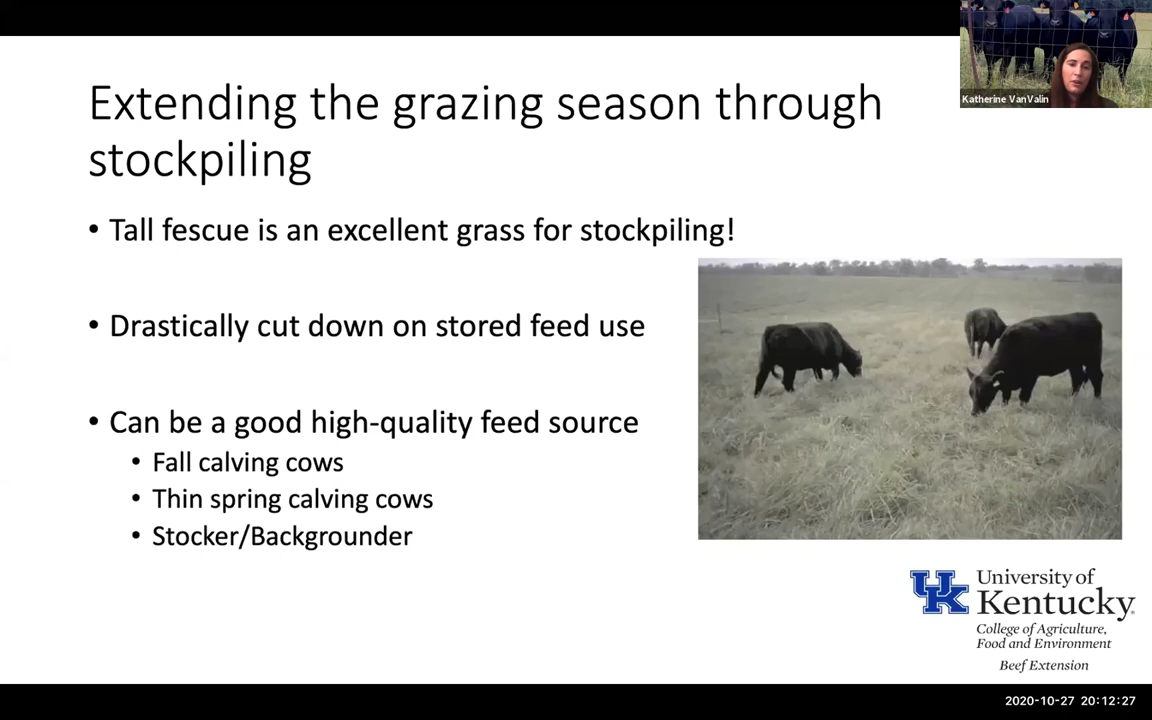 Katherine VanValin
Extending the grazing season through
stockpiling
• Tall fescue is an excellent grass for stockpiling!
• Drastically cut down on stored feed use
• Can be a good high-quality feed source
• Fall calving cows
• Thin spring calving cows
• Stocker/Backgrounder
UK
University of
Kentucky®
College of Agriculture,
Food and Environment
Beef Extension
2020-10-27 20:12:27